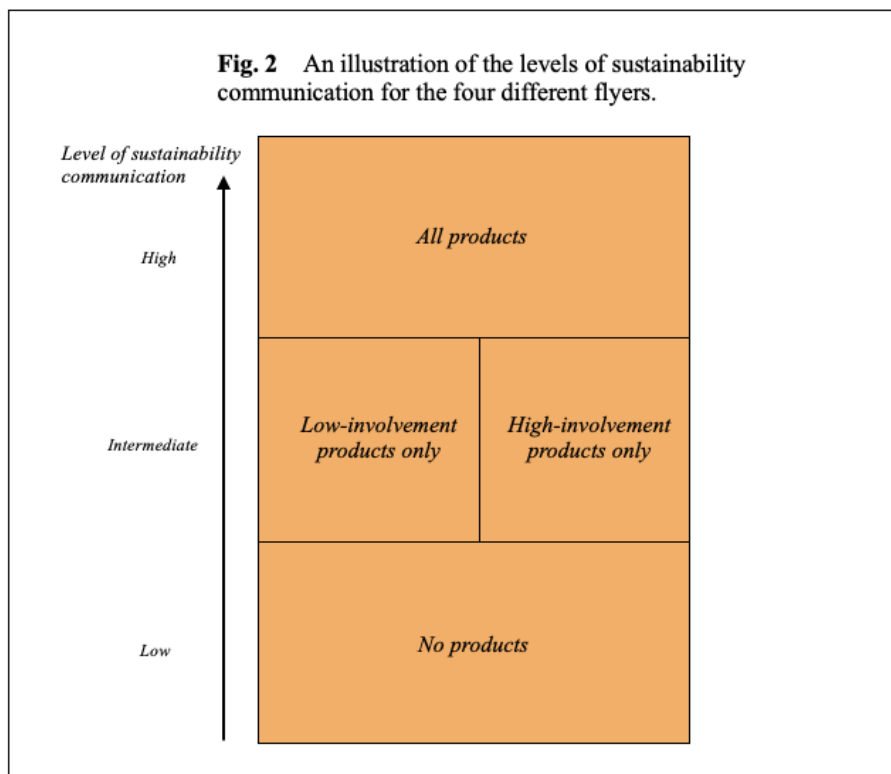 Fig. 2 An illustration of the levels of sustainability
communication for the four different flyers.
Level of sustainability
communication
High
All products
Intermediate
Low-involvement
products only
High-involvement
products only
Low
No products